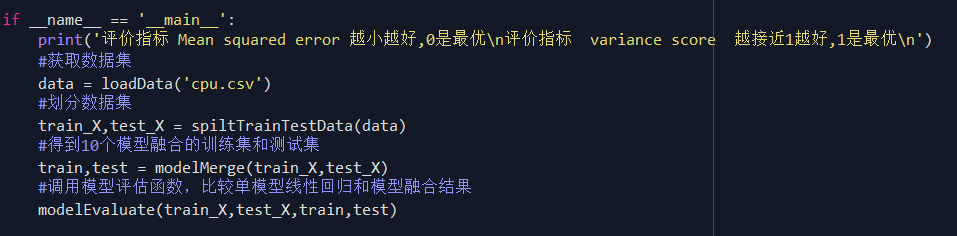 if __name__ == '__main__':
    print('评价指标 Mean squared error 越小越好,0是最优\n评价指标  variance score  越接近1越好,1是最优\n')
    #获取数据集
    data = loadData('cpu.csv')
    #划分数据集
    train_X,test_X = spiltTrainTestData(data)
    #得到10个模型融合的训练集和测试集
    train,test = modelMerge(train_X,test_X)
    #调用模型评估函数，比较单模型线性回归和模型融合结果
    modelEvaluate(train_X,test_X,train,test)